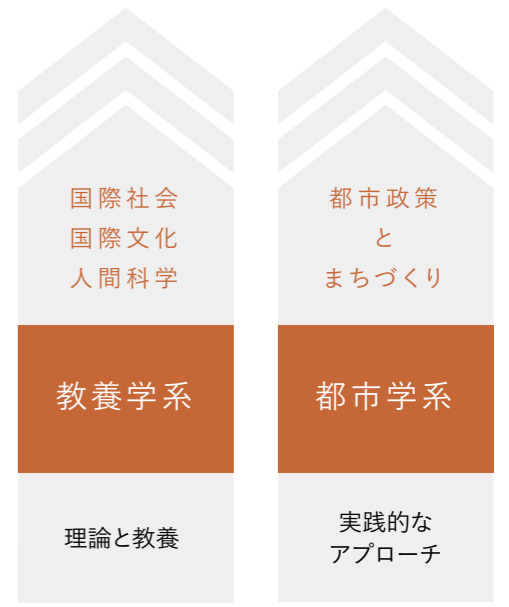 国際社会
国際文化
人間科学
教養学系
理論と教養
都市政策
と
まちづくり
都市学系
実践的な
アプローチ